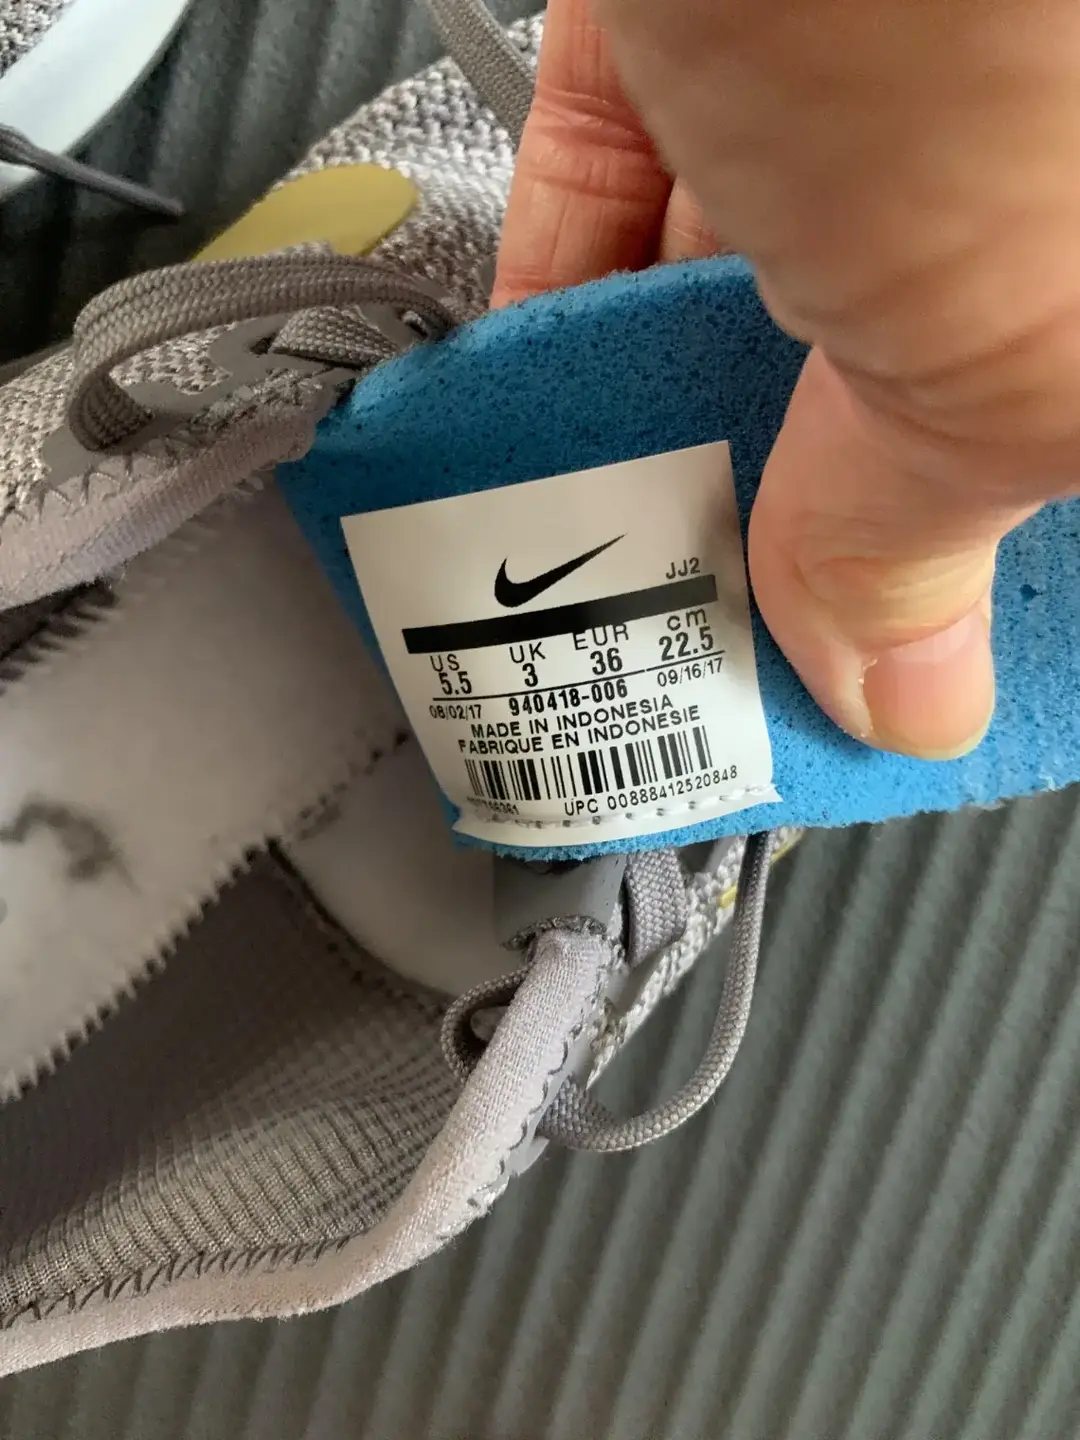 JJ2
US UK EUR cm
5.5 3 36 22.5
08/02/17 940418-006 09/16/17
MADE IN INDONESIA
FABRIQUE EN INDONESIE
UPC 00888412520848